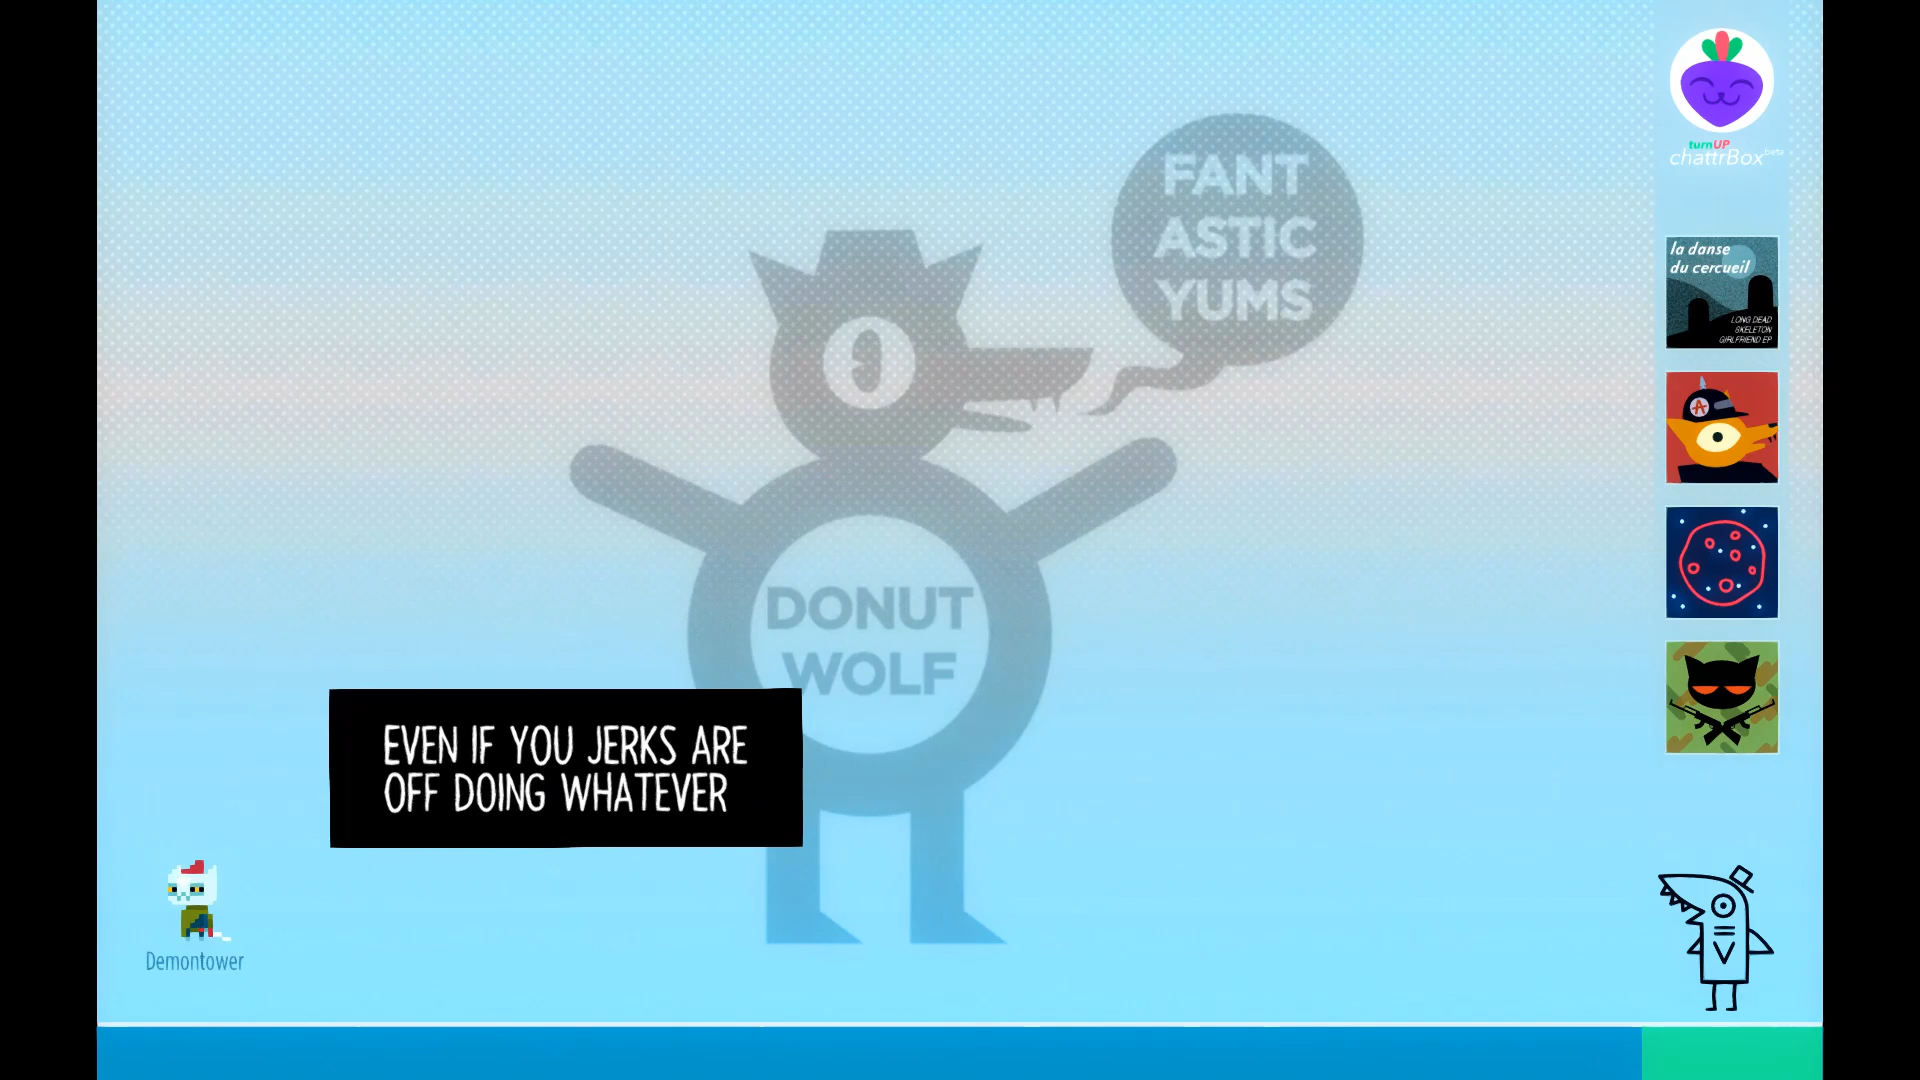 FANT
ASTIC
YUMS
DONUT
WOLF
EVEN IF YOU JERKS ARE
OFF DOING WHATEVER
Demontower
turnUP
chattrBox beta
la danse
du cercueil
LONG DEAD
SKELETON
GIRLFRIEND EP
A